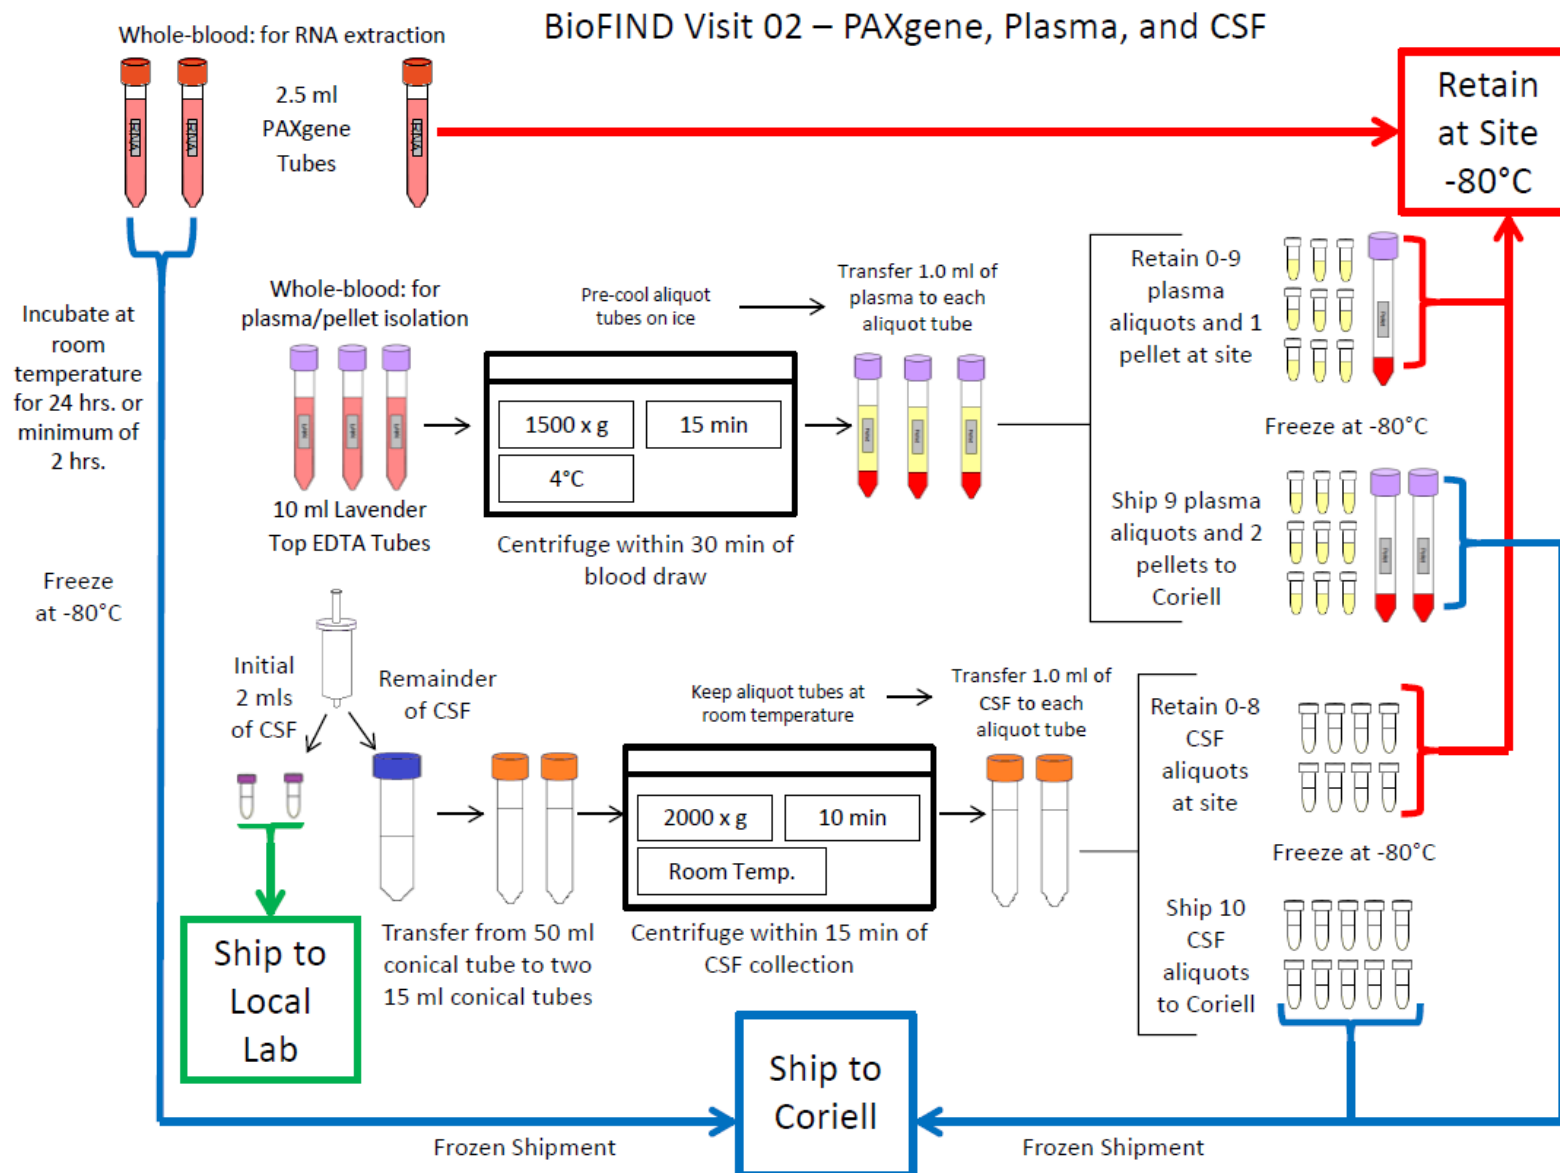 BioFIND Visit 02 – PAXgene, Plasma, and CSF
Whole-blood: for RNA extraction
RNA
RNA
2.5 ml
PAXgene
Tubes
RNA
Retain
at Site
-80°C
Incubate at
room
temperature
for 24 hrs. or
minimum of
2 hrs.
Freeze
at -80°C
Whole-blood: for
plasma/pellet isolation
10 ml Lavender
Top EDTA Tubes
Pre-cool aliquot
tubes on ice
1500 x g
15 min
4°C
Centrifuge within 30 min of
blood draw
Transfer 1.0 ml of
plasma to each
aliquot tube
Retain 0-9
plasma
aliquots and 1
pellet at site
Freeze at -80°C
Ship 9 plasma
aliquots and 2
pellets to
Coriell
Initial
2 mls
of CSF
Remainder
of CSF
Ship to
Local
Lab
Transfer from 50 ml
conical tube to two
15 ml conical tubes
Keep aliquot tubes at
room temperature
2000 x g
10 min
Room Temp.
Centrifuge within 15 min of
CSF collection
Transfer 1.0 ml of
CSF to each
aliquot tube
Retain 0-8
CSF
aliquots
at site
Freeze at -80°C
Ship 10
CSF
aliquots
to Coriell
Frozen Shipment
Ship to
Coriell
Frozen Shipment